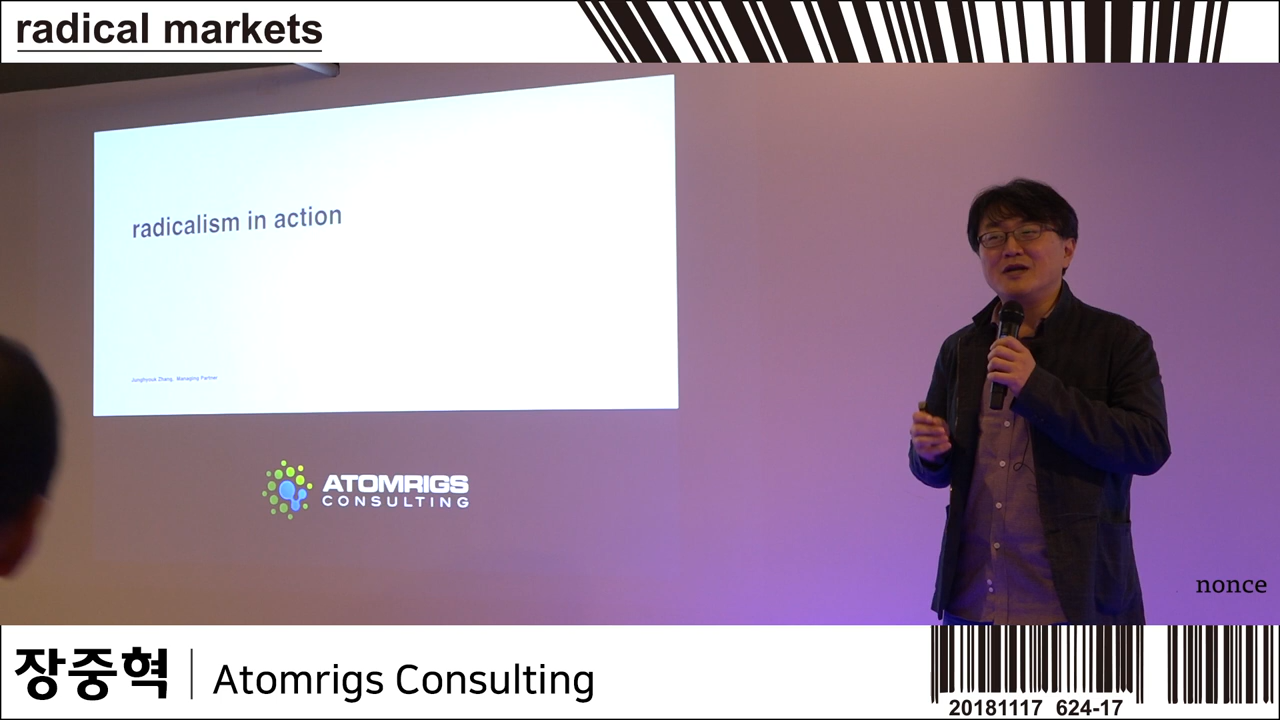 radical markets
radicalism in action
Junghyouk Zhang, Managing Partner
ATOMRIGS
CONSULTING
nonce
장중혁 | Atomrigs Consulting
20181117 624-17